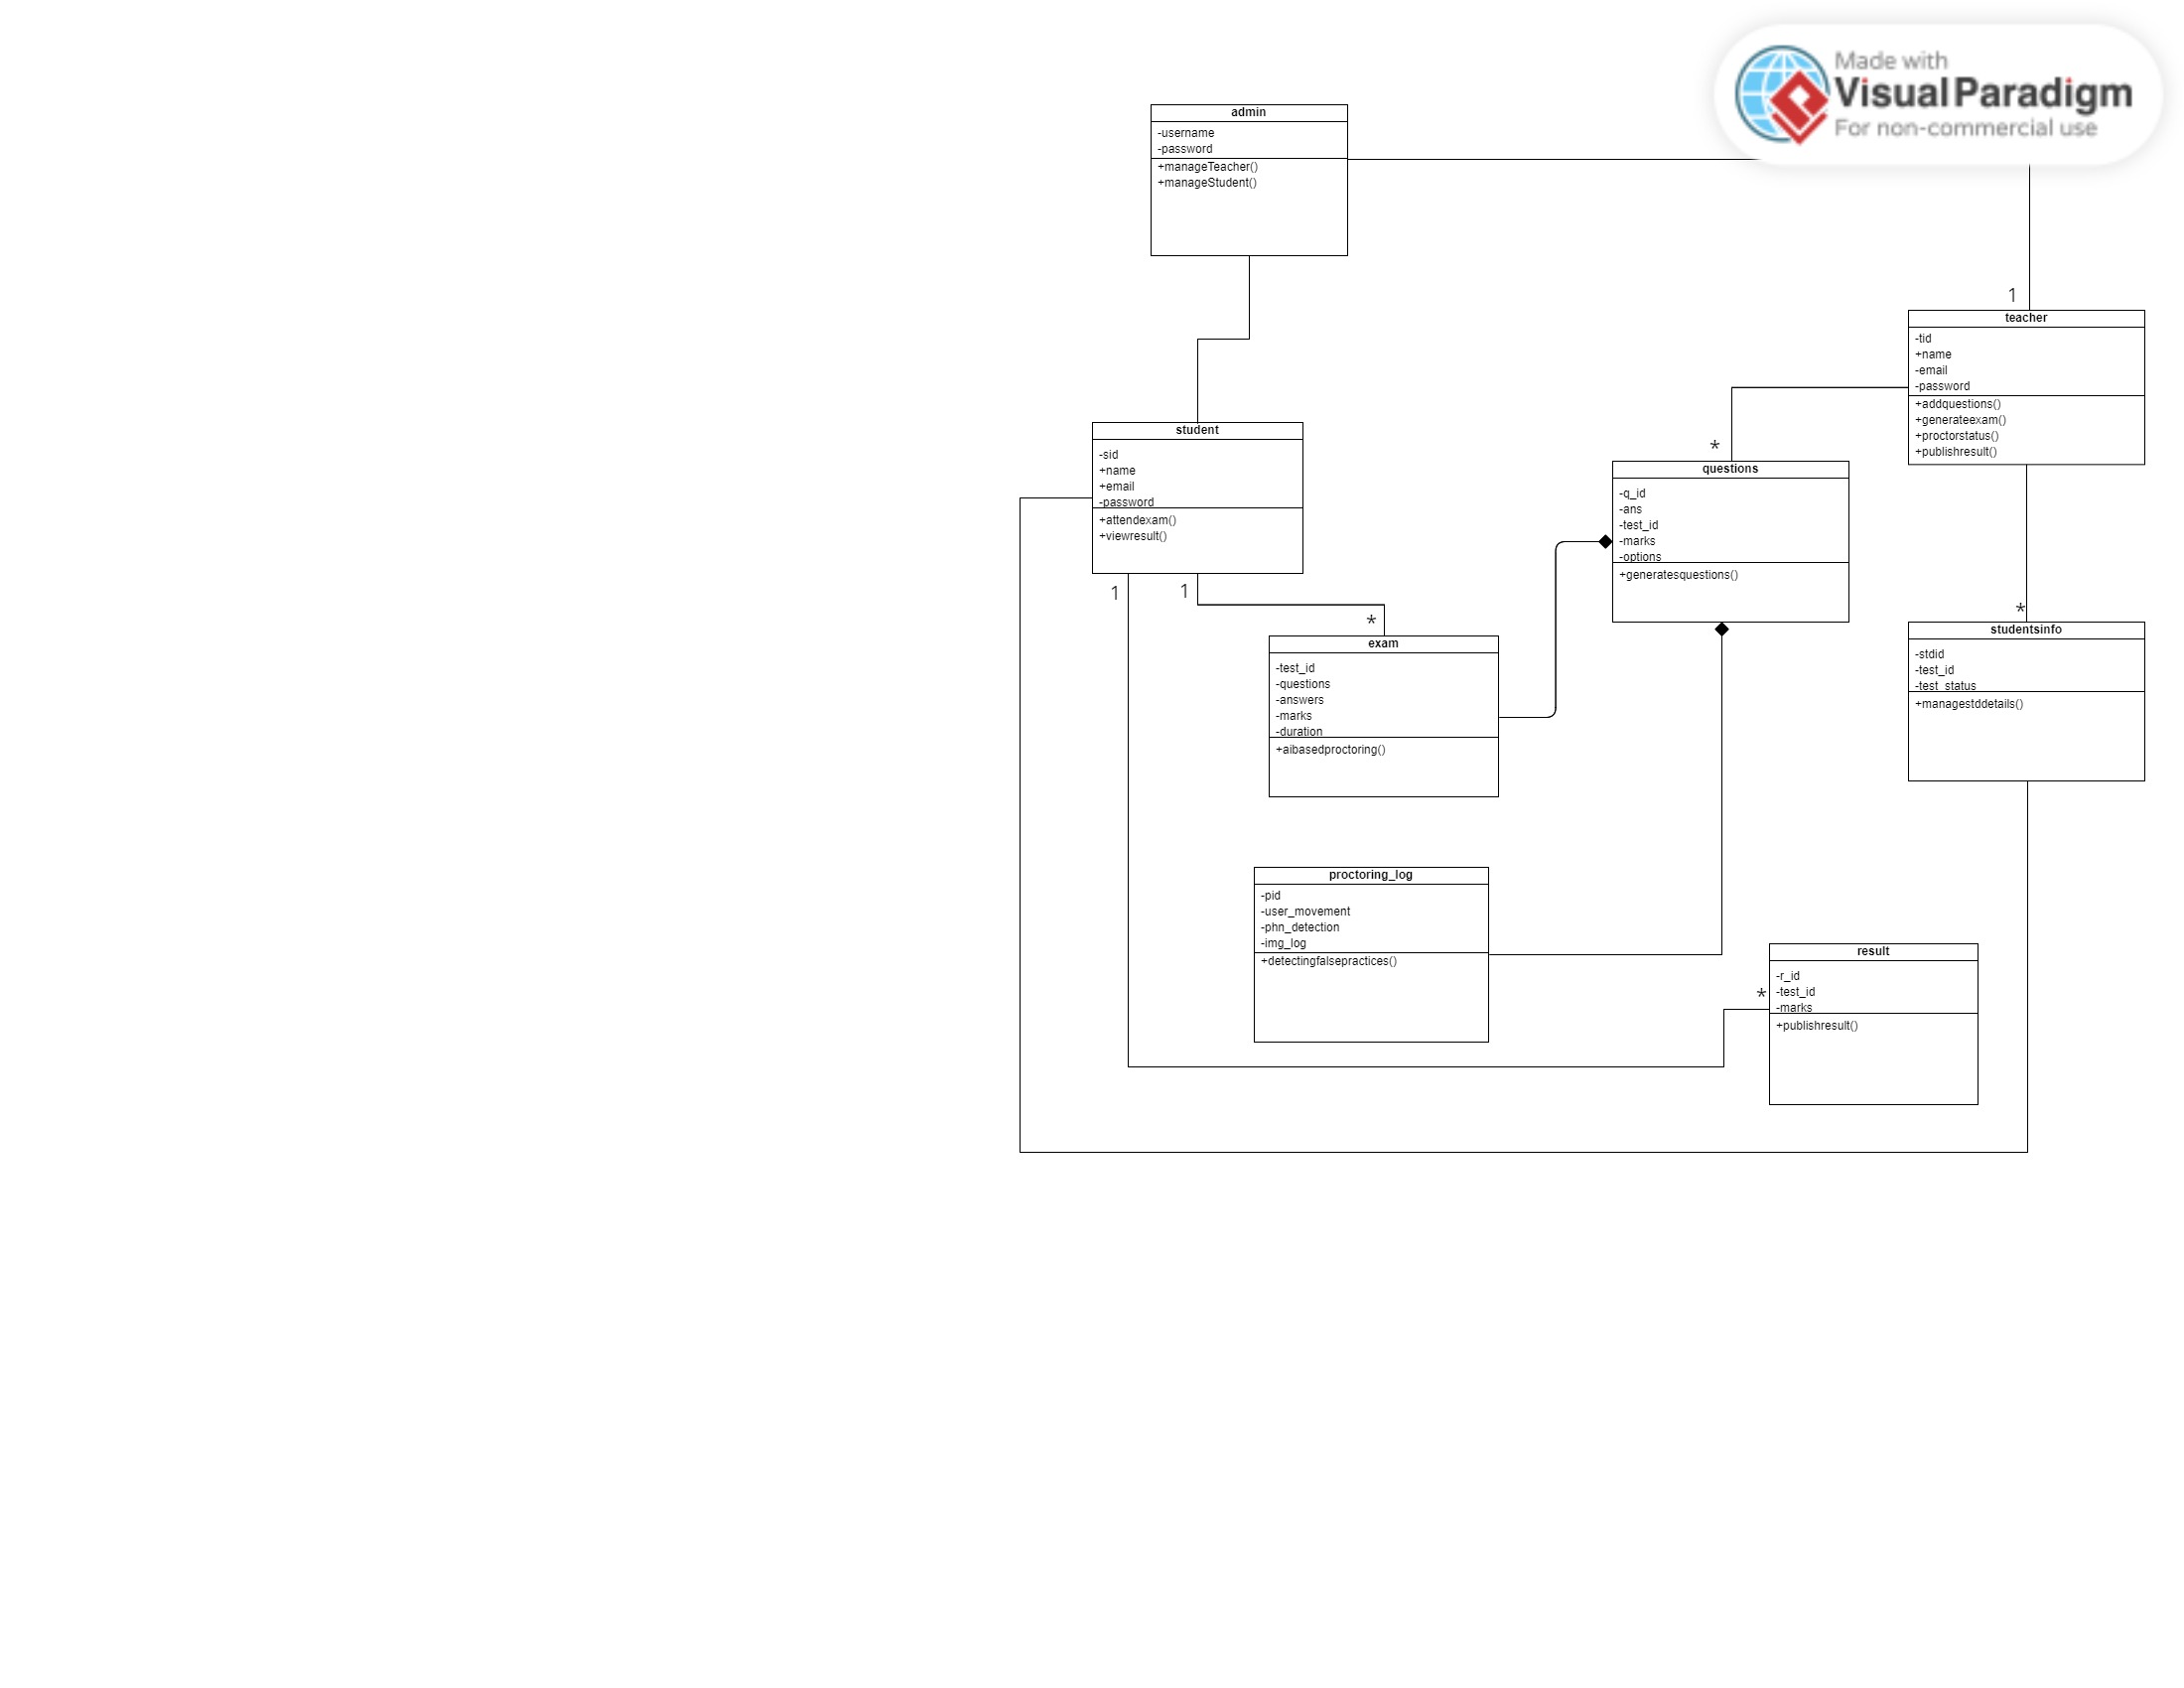 Made with
Visual Paradigm
For non-commercial use
admin
-username
-password
+manageTeacher()
+manageStudent()
1
teacher
-tid
+name
-email
-password
+addquestions()
+generateexam()
+proctorstatus()
+publishresult()
student
-sid
+name
+email
-password
+attendexam()
+viewresult()
*
questions
-q_id
-ans
-test_id
-marks
-options
+generatesquestions()
1
1
*
exam
-test_id
-questions
-answers
-marks
-duration
+aibasedproctoring()
*
studentsinfo
-stdid
-test_id
-test_status
+managestddetails()
proctoring_log
-pid
-user_movement
-phn_detection
-img_log
+detectingfalsepractices()
*
result
-r_id
-test_id
-marks
+publishresult()